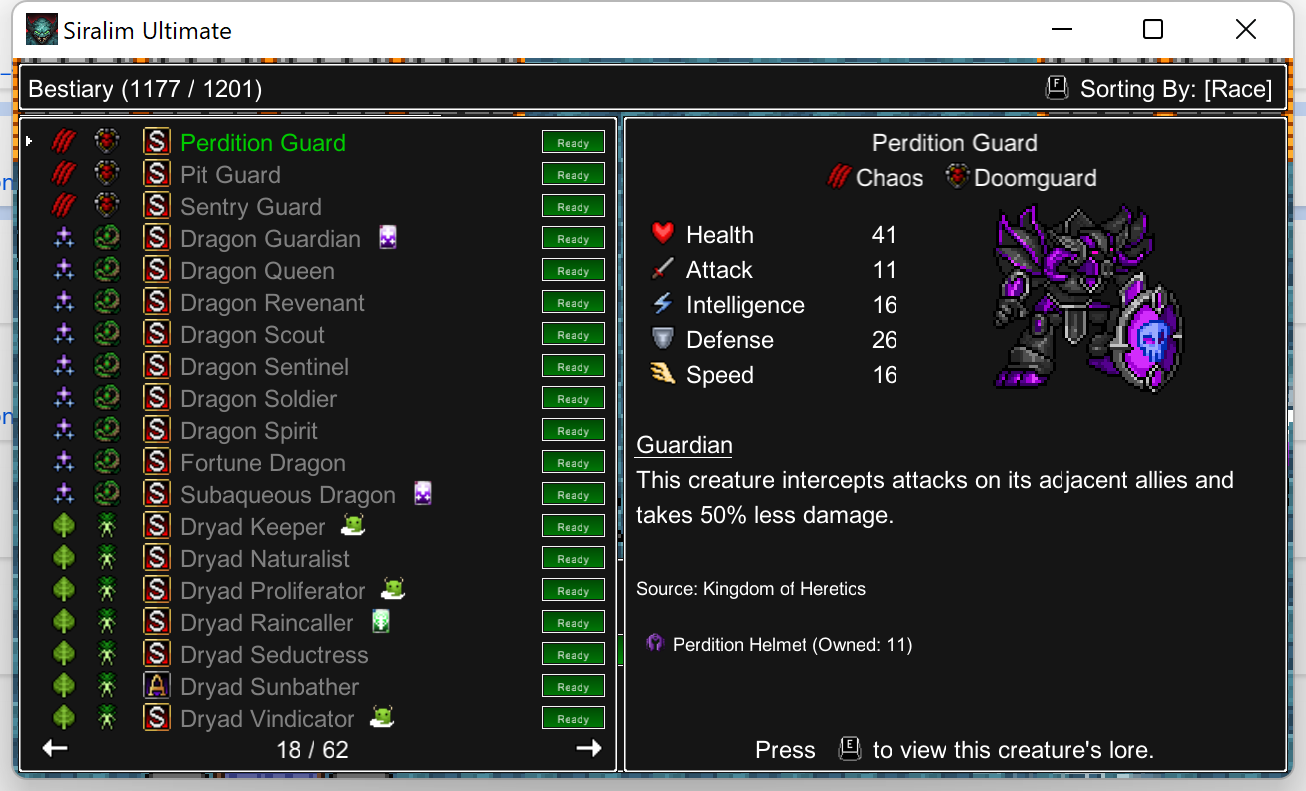 Siralim Ultimate
Bestiary (1177 / 1201)
F Sorting By: [Race]
S Perdition Guard Ready
S Pit Guard Ready
S Sentry Guard Ready
S Dragon Guardian Ready
S Dragon Queen Ready
S Dragon Revenant Ready
S Dragon Scout Ready
S Dragon Sentinel Ready
S Dragon Soldier Ready
S Dragon Spirit Ready
S Fortune Dragon Ready
S Subaqueous Dragon Ready
S Dryad Keeper Ready
S Dryad Naturalist Ready
S Dryad Proliferator Ready
S Dryad Raincaller Ready
S Dryad Seductress Ready
A Dryad Sunbather Ready
S Dryad Vindicator Ready
18 / 62
Perdition Guard
Chaos Doomguard
Health 41
Attack 11
Intelligence 16
Defense 26
Speed 16
Guardian
This creature intercepts attacks on its adjacent allies and
takes 50% less damage.
Source: Kingdom of Heretics
Perdition Helmet (Owned: 11)
Press E to view this creature's lore.